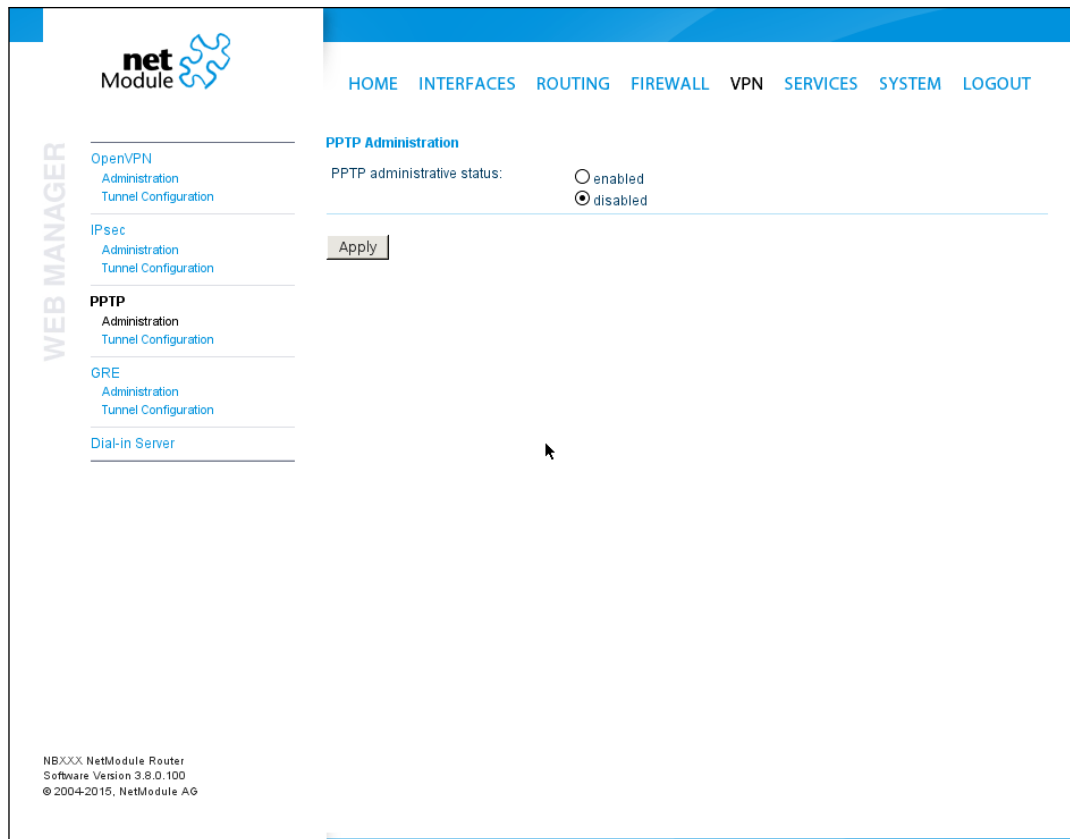 net
Module
HOME INTERFACES ROUTING FIREWALL VPN SERVICES SYSTEM LOGOUT
WEB MANAGER
OpenVPN
Administration
Tunnel Configuration
IPsec
Administration
Tunnel Configuration
PPTP
Administration
Tunnel Configuration
GRE
Administration
Tunnel Configuration
Dial-in Server
PPTP Administration
PPTP administrative status:
enabled
disabled
Apply
NBXXX NetModule Router
Software Version 3.8.0.100
© 2004-2015, NetModule AG